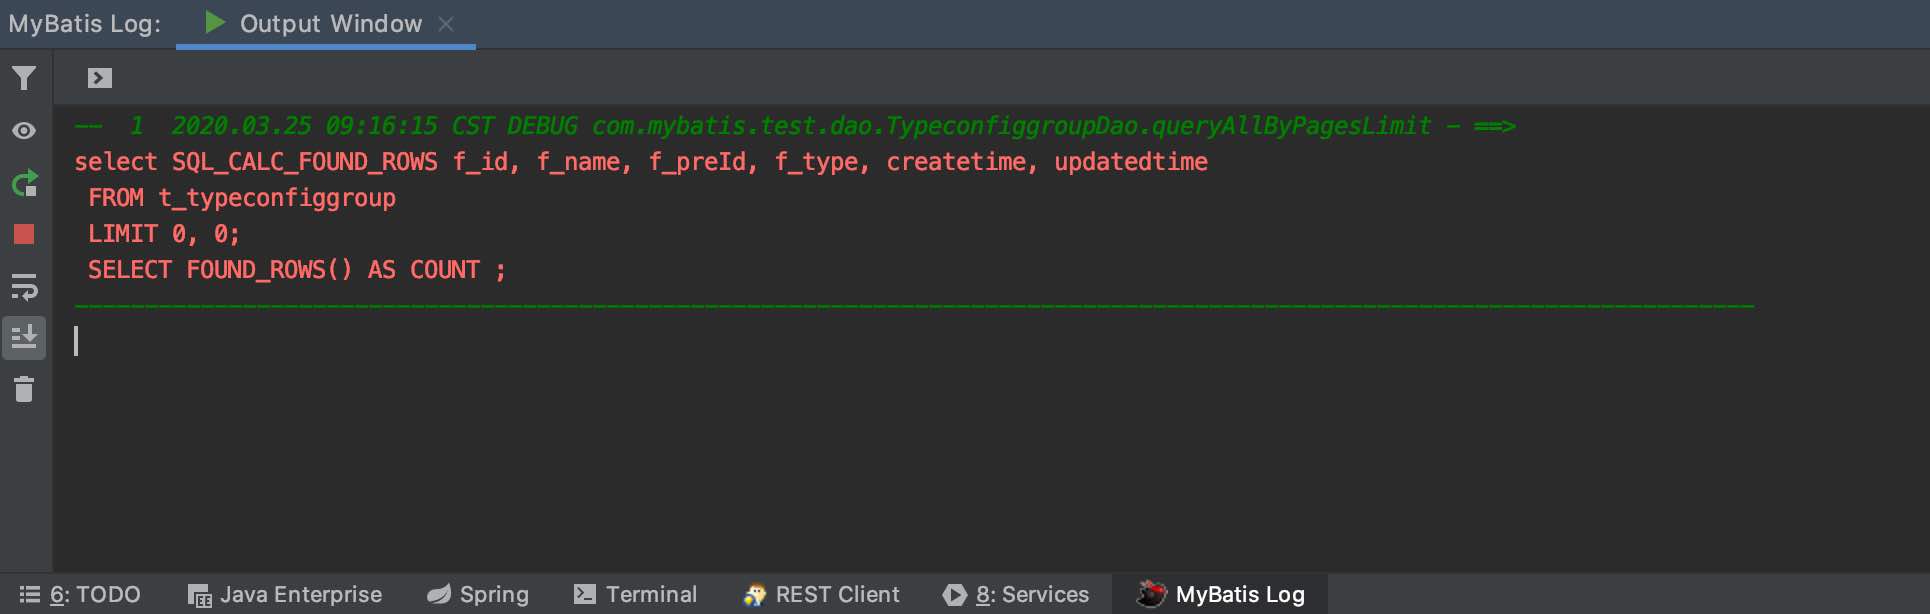 MyBatis Log: Output Window
-- 1 2020.03.25 09:16:15 CST DEBUG com.mybatis.test.dao.TypeconfiggroupDao.queryAllByPagesLimit - ==>
select SQL_CALC_FOUND_ROWS f_id, f_name, f_preId, f_type, createtime, updatedtime
FROM t_typeconfiggroup
LIMIT 0, 0;
SELECT FOUND_ROWS() AS COUNT ;
6: TODO Java Enterprise Spring Terminal REST Client 8: Services MyBatis Log